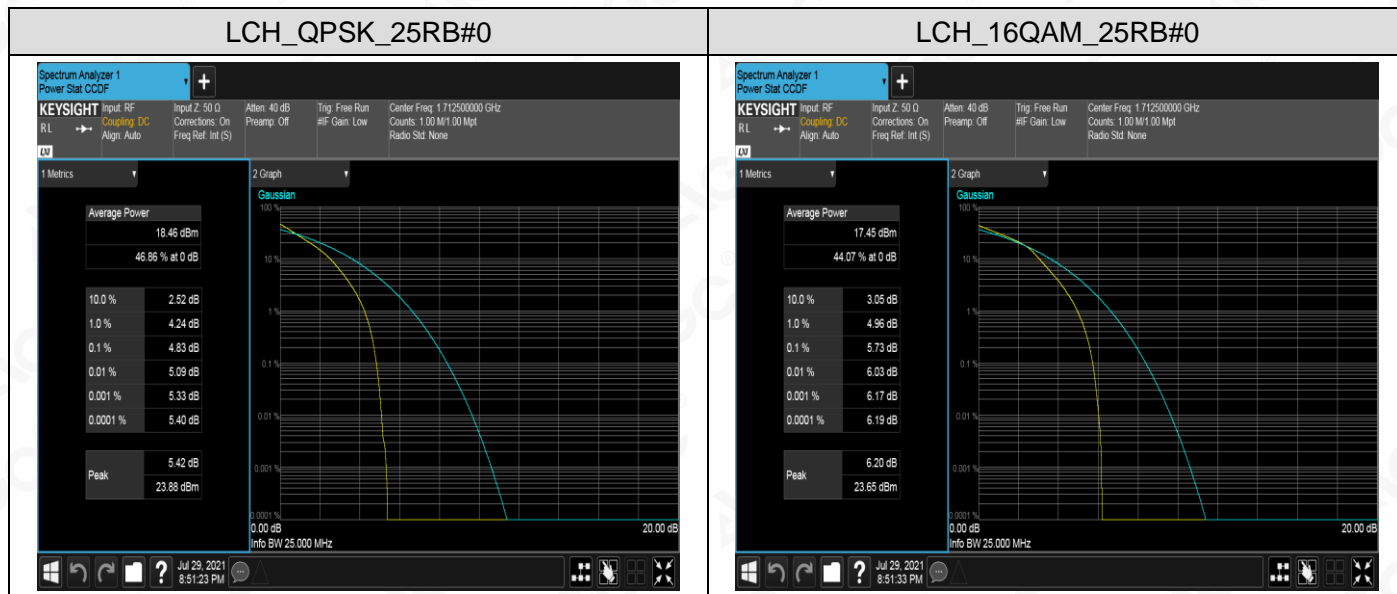 LCH_QPSK_25RB#0
Spectrum Analyzer 1
Power Stat CCDF
+
KEYSIGHT
RL
LXI
Input: RF
Coupling: DC
Align: Auto
Input Z: 50 Ω
Corrections: On
Freq Ref: Int (S)
Atten: 40 dB
Preamp: Off
Trig: Free Run
#IF Gain: Low
Center Freq: 1.712500000 GHz
Counts: 1.00 M/1.00 Mpt
Radio Std: None
1 Metrics
Average Power
18.46 dBm
46.86 % at 0 dB
10.0 % 2.52 dB
1.0 % 4.24 dB
0.1 % 4.83 dB
0.01 % 5.09 dB
0.001 % 5.33 dB
0.0001 % 5.40 dB
Peak
5.42 dB
23.88 dBm
2 Graph
Gaussian
100 %
10 %
1 %
0.1 %
0.01 %
0.001 %
0.0001 %
0.00 dB 20.00 dB
Info BW 25.000 MHz
?
Jul 29, 2021
8:51:23 PM
LCH_16QAM_25RB#0
Spectrum Analyzer 1
Power Stat CCDF
+
KEYSIGHT
RL
LXI
Input: RF
Coupling: DC
Align: Auto
Input Z: 50 Ω
Corrections: On
Freq Ref: Int (S)
Atten: 40 dB
Preamp: Off
Trig: Free Run
#IF Gain: Low
Center Freq: 1.712500000 GHz
Counts: 1.00 M/1.00 Mpt
Radio Std: None
1 Metrics
Average Power
17.45 dBm
44.07 % at 0 dB
10.0 % 3.05 dB
1.0 % 4.96 dB
0.1 % 5.73 dB
0.01 % 6.03 dB
0.001 % 6.17 dB
0.0001 % 6.19 dB
Peak
6.20 dB
23.65 dBm
2 Graph
Gaussian
100 %
10 %
1 %
0.1 %
0.01 %
0.001 %
0.0001 %
0.00 dB 20.00 dB
Info BW 25.000 MHz
?
Jul 29, 2021
8:51:33 PM